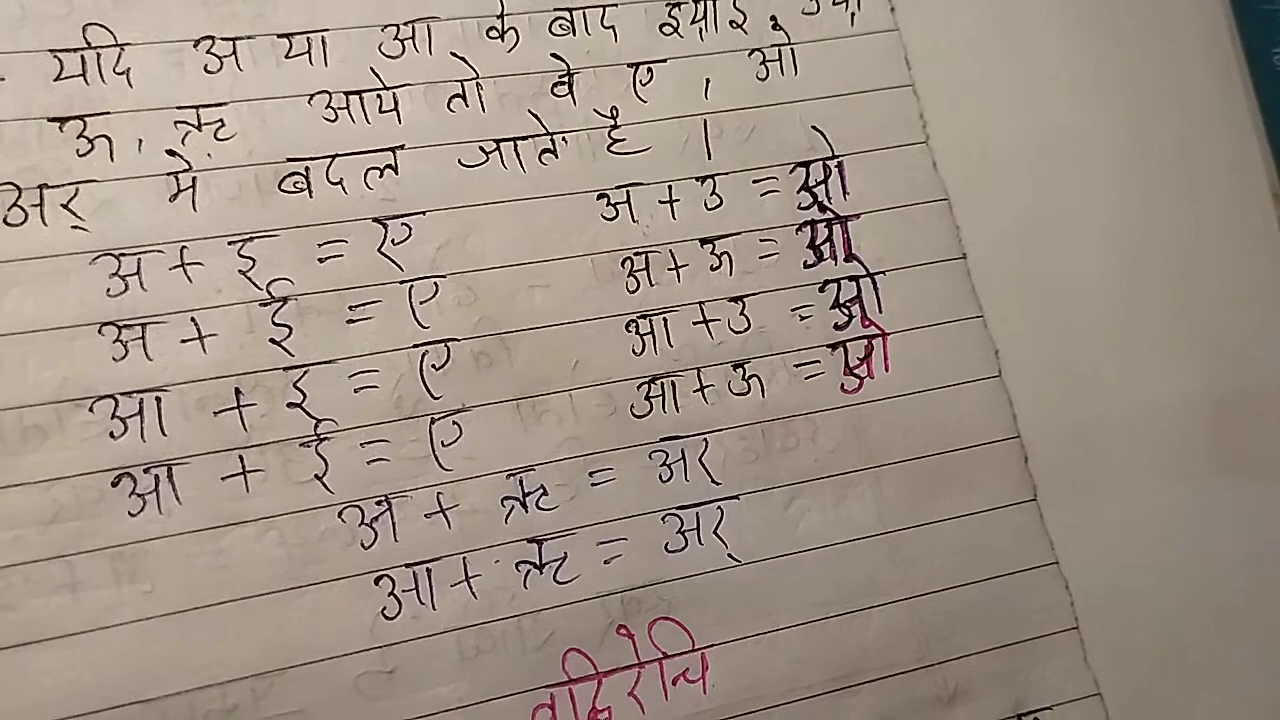 यदि अ या आ के बाद इ या ई, उ या
ऊ, ऋ आये तो वे ए, ओ
अर् में बदल जाते हैं।
अ + इ = ए अ + उ = ओ
अ + ई = ए अ + ऊ = ओ
आ + इ = ए आ + उ = ओ
आ + ई = ए आ + ऊ = ओ
अ + ऋ = अर
आ + ऋ = अर्